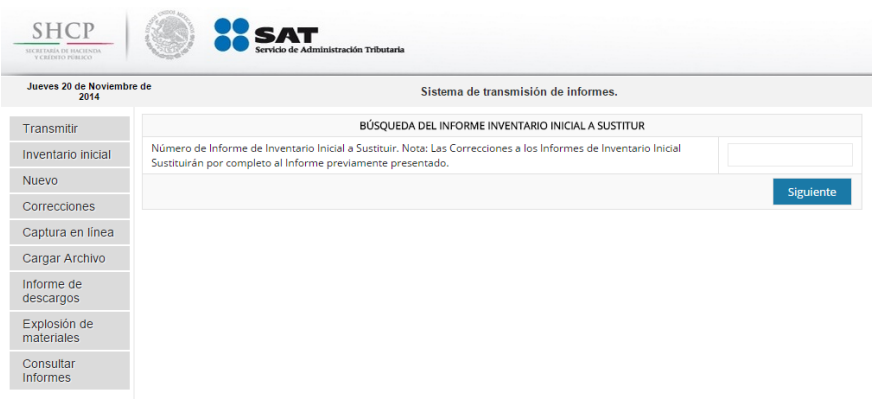 SHCP
SECRETARÍA DE HACIENDA
Y CRÉDITO PÚBLICO
SAT
Servicio de Administración Tributaria
Jueves 20 de Noviembre de
2014
Sistema de transmisión de informes.
Transmitir
Inventario inicial
Nuevo
Correcciones
Captura en línea
Cargar Archivo
Informe de
descargos
Explosión de
materiales
Consultar
Informes
BÚSQUEDA DEL INFORME INVENTARIO INICIAL A SUSTITUR
Número de Informe de Inventario Inicial a Sustituir. Nota: Las Correcciones a los Informes de Inventario Inicial
Sustituirán por completo al Informe previamente presentado.
Siguiente